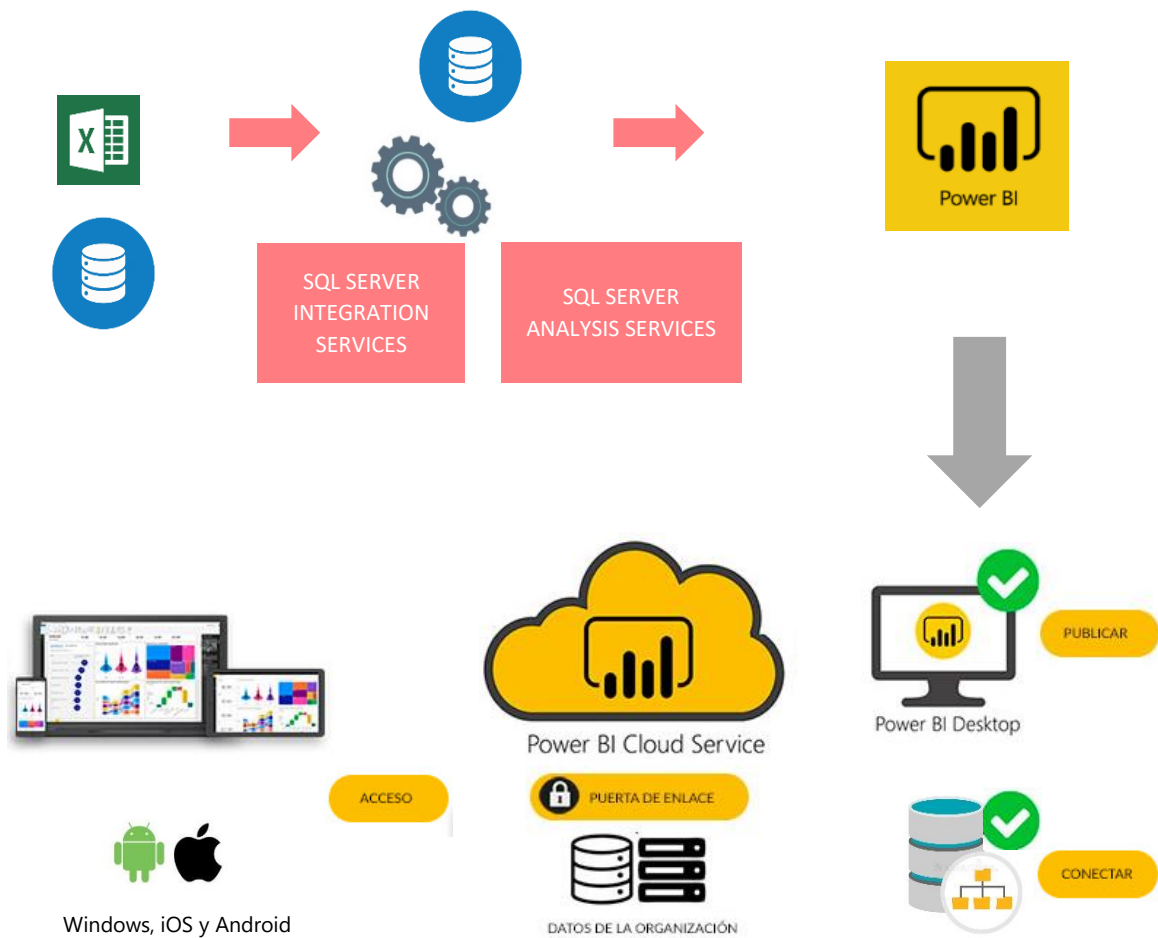 Power BI
SQL SERVER
INTEGRATION
SERVICES
SQL SERVER
ANALYSIS SERVICES
PUBLICAR
Power BI Desktop
Power BI Cloud Service
ACCESO
PUERTA DE ENLACE
CONECTAR
Windows, iOS y Android
DATOS DE LA ORGANIZACIÓN